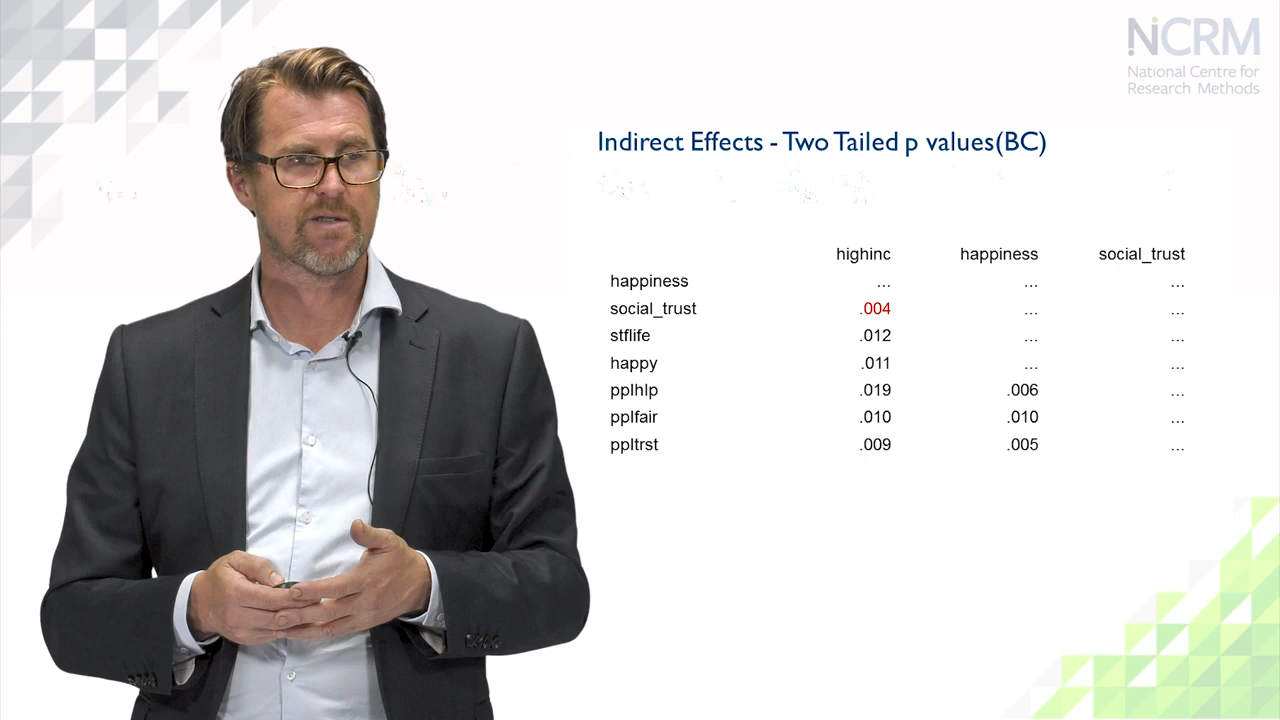 NCRM
National Centre for
Research Methods
Indirect Effects - Two Tailed p values(BC)
highinc happiness social_trust
happiness ... ... ...
social_trust .004 ... ...
stflife .012 ... ...
happy .011 ... ...
pplhlp .019 .006 ...
pplfair .010 .010 ...
ppltrst .009 .005 ...